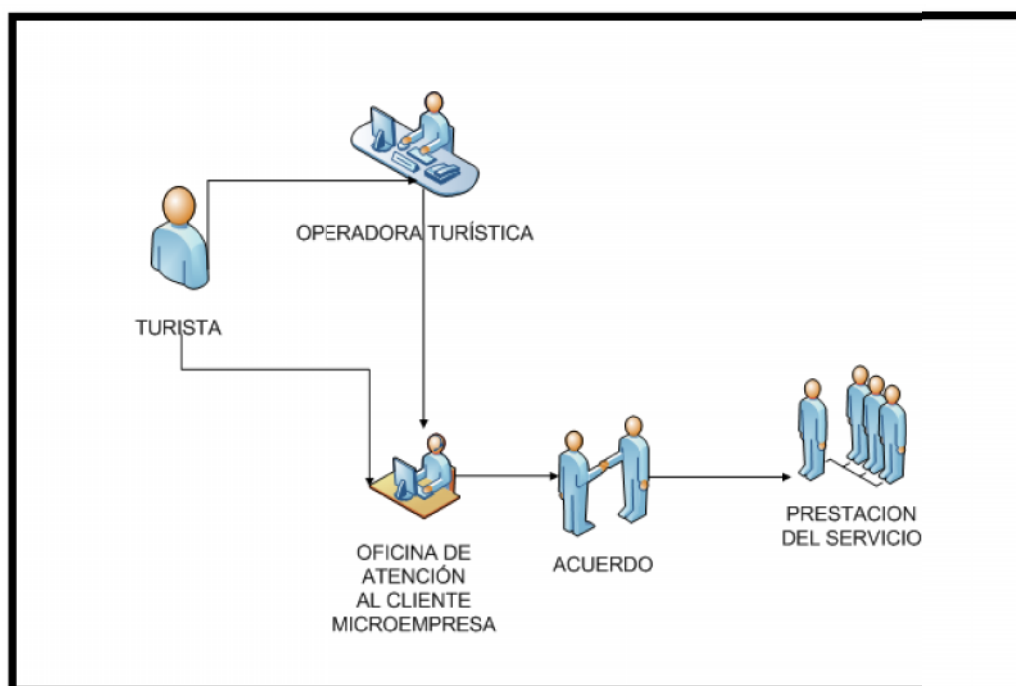 OPERADORA TURÍSTICA
TURISTA
OFICINA DE
ATENCIÓN
AL CLIENTE
MICROEMPRESA
ACUERDO
PRESTACION
DEL SERVICIO